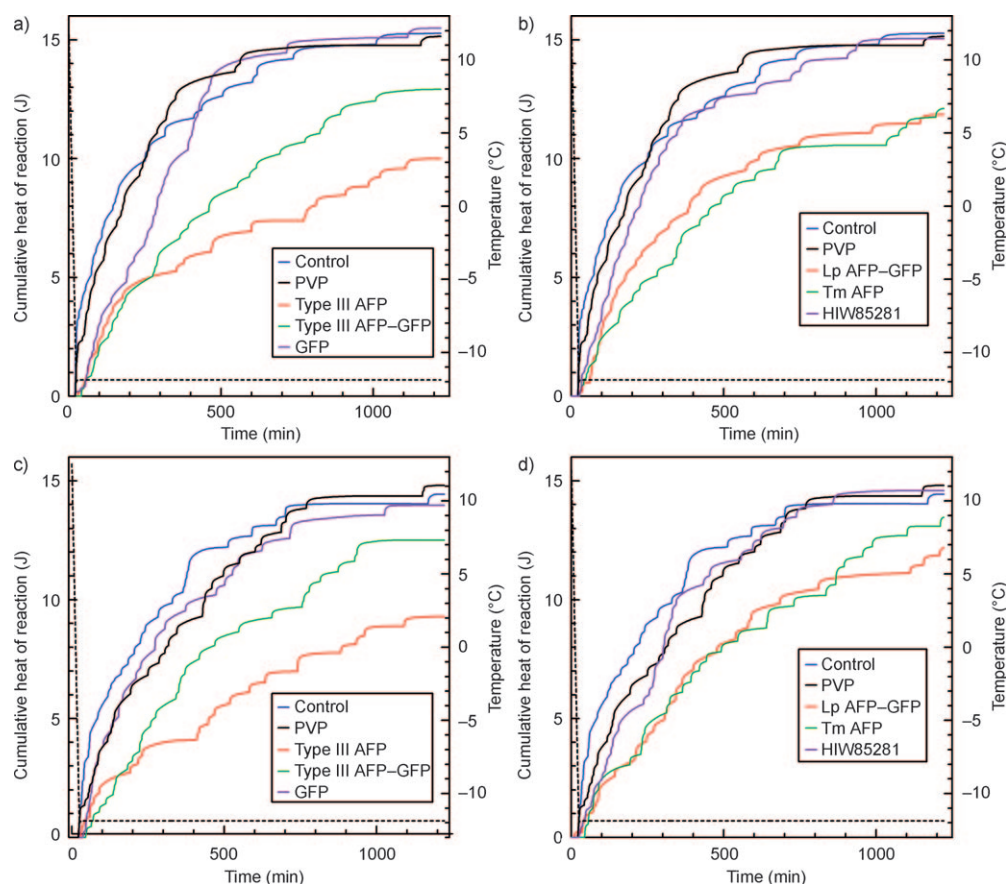 a)
Cumulative heat of reaction (J)
15
10
5
0
10
5
0
–5
–10
Temperature (°C)
Control
PVP
Type III AFP
Type III AFP–GFP
GFP
0
500
1000
Time (min)
b)
Cumulative heat of reaction (J)
15
10
5
0
10
5
0
–5
–10
Temperature (°C)
Control
PVP
Lp AFP–GFP
Tm AFP
HIW85281
0
500
1000
Time (min)
c)
Cumulative heat of reaction (J)
15
10
5
0
10
5
0
–5
–10
Temperature (°C)
Control
PVP
Type III AFP
Type III AFP–GFP
GFP
0
500
1000
Time (min)
d)
Cumulative heat of reaction (J)
15
10
5
0
10
5
0
–5
–10
Temperature (°C)
Control
PVP
Lp AFP–GFP
Tm AFP
HIW85281
0
500
1000
Time (min)